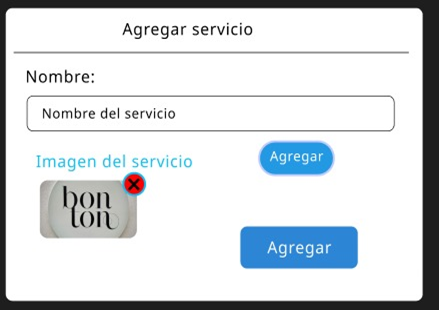 Agregar servicio
Nombre:
Nombre del servicio
Imagen del servicio
Agregar
bon
ton
Agregar